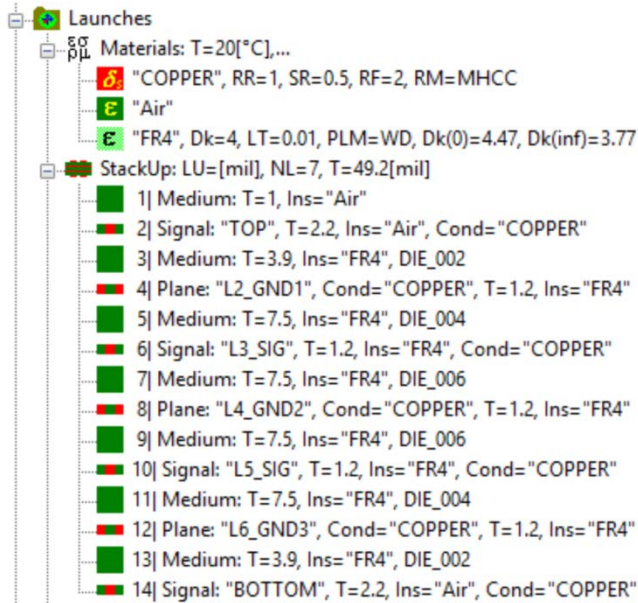 Launches
εσ
ρμ Materials: T=20[°C],...
δs "COPPER", RR=1, SR=0.5, RF=2, RM=MHCC
ε "Air"
ε "FR4", Dk=4, LT=0.01, PLM=WD, Dk(0)=4.47, Dk(inf)=3.77
StackUp: LU=[mil], NL=7, T=49.2[mil]
1| Medium: T=1, Ins="Air"
2| Signal: "TOP", T=2.2, Ins="Air", Cond="COPPER"
3| Medium: T=3.9, Ins="FR4", DIE_002
4| Plane: "L2_GND1", Cond="COPPER", T=1.2, Ins="FR4"
5| Medium: T=7.5, Ins="FR4", DIE_004
6| Signal: "L3_SIG", T=1.2, Ins="FR4", Cond="COPPER"
7| Medium: T=7.5, Ins="FR4", DIE_006
8| Plane: "L4_GND2", Cond="COPPER", T=1.2, Ins="FR4"
9| Medium: T=7.5, Ins="FR4", DIE_006
10| Signal: "L5_SIG", T=1.2, Ins="FR4", Cond="COPPER"
11| Medium: T=7.5, Ins="FR4", DIE_004
12| Plane: "L6_GND3", Cond="COPPER", T=1.2, Ins="FR4"
13| Medium: T=3.9, Ins="FR4", DIE_002
14| Signal: "BOTTOM", T=2.2, Ins="Air", Cond="COPPER"